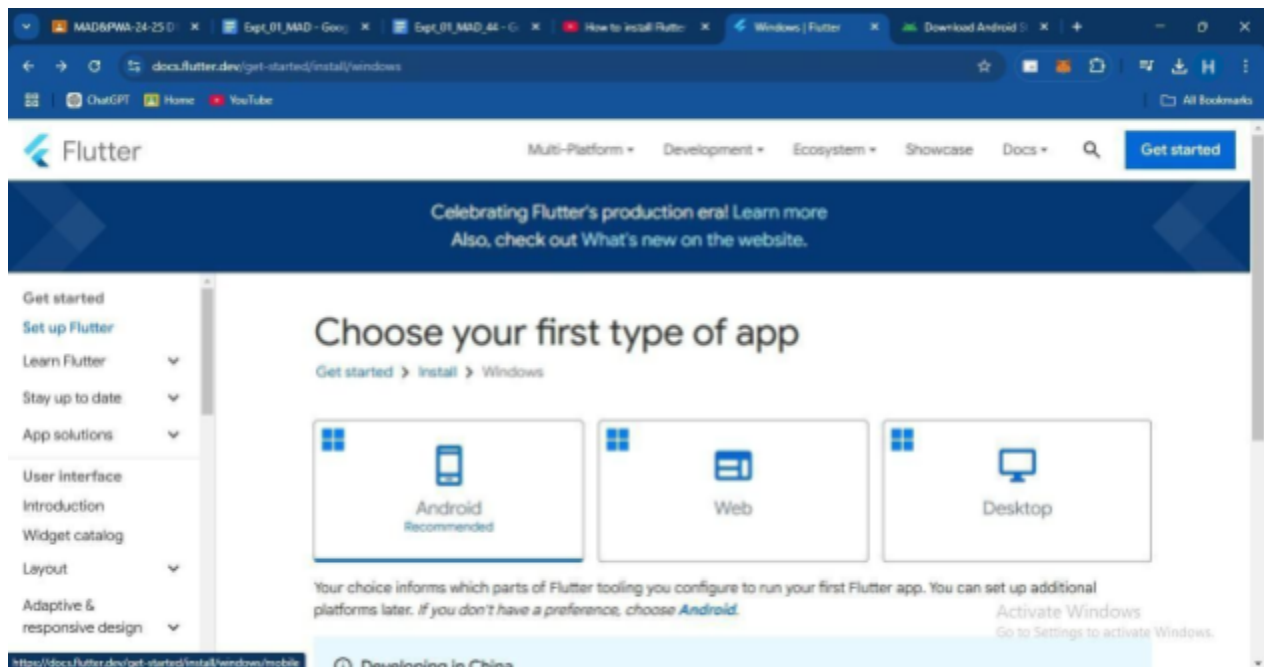 MAD&PWA-24-25 D
Expt_01_MAD - Goog
Expt_01_MAD_44 - G
How to install Flutter
Windows | Flutter
Download Android S
docs.flutter.dev/get-started/install/windows
H
ChatGPT
Home
YouTube
All Bookmarks
Flutter
Multi-Platform
Development
Ecosystem
Showcase
Docs
Get started
Celebrating Flutter's production era! Learn more
Also, check out What's new on the website.
Get started
Set up Flutter
Learn Flutter
Stay up to date
App solutions
User interface
Introduction
Widget catalog
Layout
Adaptive &
responsive design
Choose your first type of app
Get started > Install > Windows
Android
Recommended
Web
Desktop
Your choice informs which parts of Flutter tooling you configure to run your first Flutter app. You can set up additional
platforms later. If you don't have a preference, choose Android.
Activate Windows
Go to Settings to activate Windows.
Developing in China
https://docs.flutter.dev/get-started/install/windows/mobile